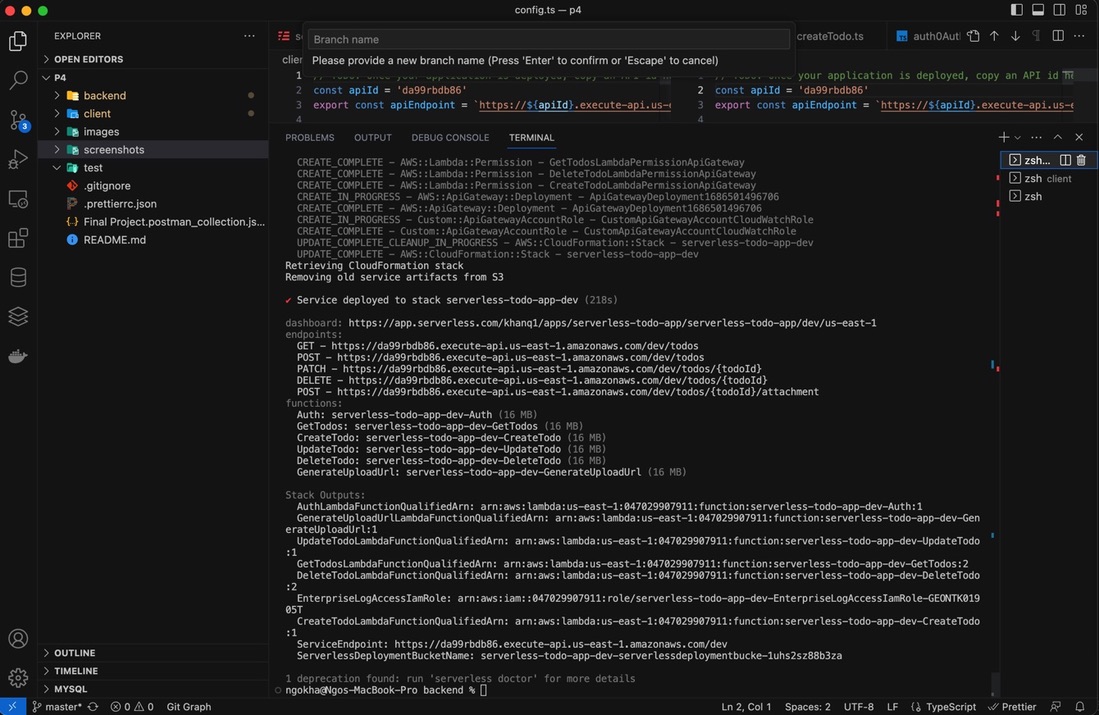 config.ts — p4
EXPLORER
OPEN EDITORS
P4
backend
client
images
screenshots
test
.gitignore
.prettierrc.json
Final Project.postman_collection.js...
README.md
OUTLINE
TIMELINE
MYSQL
3
Branch name
Please provide a new branch name (Press 'Enter' to confirm or 'Escape' to cancel)
createTodo.ts
auth0Aut
clien
1
2 const apiId = 'da99rbdb86'
3 export const apiEndpoint = `https://${apiId}.execute-api.us-e
4
1 your application is deployed, copy an API id he
2 const apiId = 'da99rbdb86'
3 export const apiEndpoint = `https://${apiId}.execute-api.us-e
4
PROBLEMS
OUTPUT
DEBUG CONSOLE
TERMINAL
CREATE_COMPLETE - AWS::Lambda::Permission - GetTodosLambdaPermissionApiGateway
CREATE_COMPLETE - AWS::Lambda::Permission - DeleteTodoLambdaPermissionApiGateway
CREATE_COMPLETE - AWS::Lambda::Permission - CreateTodoLambdaPermissionApiGateway
CREATE_IN_PROGRESS - AWS::ApiGateway::Deployment - ApiGatewayDeployment1686501496706
CREATE_COMPLETE - AWS::ApiGateway::Deployment - ApiGatewayDeployment1686501496706
CREATE_IN_PROGRESS - Custom::ApiGatewayAccountRole - CustomApiGatewayAccountCloudWatchRole
CREATE_COMPLETE - Custom::ApiGatewayAccountRole - CustomApiGatewayAccountCloudWatchRole
UPDATE_COMPLETE_CLEANUP_IN_PROGRESS - AWS::CloudFormation::Stack - serverless-todo-app-dev
UPDATE_COMPLETE - AWS::CloudFormation::Stack - serverless-todo-app-dev
Retrieving CloudFormation stack
Removing old service artifacts from S3
✔ Service deployed to stack serverless-todo-app-dev (218s)
dashboard: https://app.serverless.com/khanq1/apps/serverless-todo-app/serverless-todo-app/dev/us-east-1
endpoints:
GET - https://da99rbdb86.execute-api.us-east-1.amazonaws.com/dev/todos
POST - https://da99rbdb86.execute-api.us-east-1.amazonaws.com/dev/todos
PATCH - https://da99rbdb86.execute-api.us-east-1.amazonaws.com/dev/todos/{todoId}
DELETE - https://da99rbdb86.execute-api.us-east-1.amazonaws.com/dev/todos/{todoId}
POST - https://da99rbdb86.execute-api.us-east-1.amazonaws.com/dev/todos/{todoId}/attachment
functions:
Auth: serverless-todo-app-dev-Auth (16 MB)
GetTodos: serverless-todo-app-dev-GetTodos (16 MB)
CreateTodo: serverless-todo-app-dev-CreateTodo (16 MB)
UpdateTodo: serverless-todo-app-dev-UpdateTodo (16 MB)
DeleteTodo: serverless-todo-app-dev-DeleteTodo (16 MB)
GenerateUploadUrl: serverless-todo-app-dev-GenerateUploadUrl (16 MB)
Stack Outputs:
AuthLambdaFunctionQualifiedArn: arn:aws:lambda:us-east-1:047029907911:function:serverless-todo-app-dev-Auth:1
GenerateUploadUrlLambdaFunctionQualifiedArn: arn:aws:lambda:us-east-1:047029907911:function:serverless-todo-app-dev-Gen
erateUploadUrl:1
UpdateTodoLambdaFunctionQualifiedArn: arn:aws:lambda:us-east-1:047029907911:function:serverless-todo-app-dev-UpdateTodo
:1
GetTodosLambdaFunctionQualifiedArn: arn:aws:lambda:us-east-1:047029907911:function:serverless-todo-app-dev-GetTodos:2
DeleteTodoLambdaFunctionQualifiedArn: arn:aws:lambda:us-east-1:047029907911:function:serverless-todo-app-dev-DeleteTodo
:2
EnterpriseLogAccessIamRole: arn:aws:iam::047029907911:role/serverless-todo-app-dev-EnterpriseLogAccessIamRole-GEONTK019
05T
CreateTodoLambdaFunctionQualifiedArn: arn:aws:lambda:us-east-1:047029907911:function:serverless-todo-app-dev-CreateTodo
:1
ServiceEndpoint: https://da99rbdb86.execute-api.us-east-1.amazonaws.com/dev
ServerlessDeploymentBucketName: serverless-todo-app-dev-serverlessdeploymentbucke-1uhs2sz88b3za
1 deprecation found: run 'serverless doctor' for more details
ngokha@Ngos-MacBook-Pro backend %
zsh...
zsh client
zsh
master*
0
0
Git Graph
Ln 2, Col 1
Spaces: 2
UTF-8
LF
TypeScript
Prettier